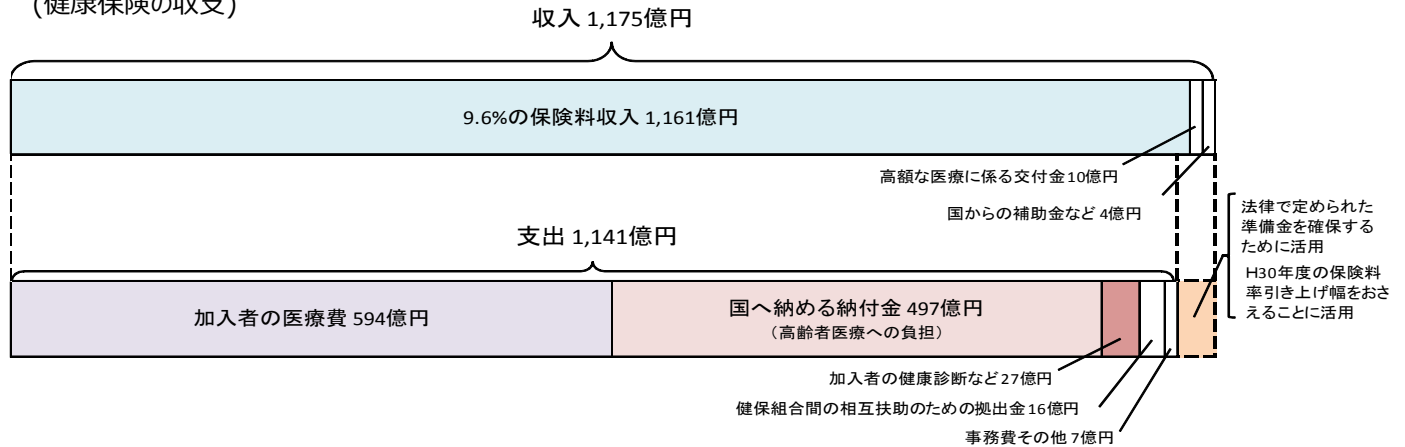 (健康保険の収支)
収入 1,175億円
9.6%の保険料収入 1,161億円
高額な医療に係る交付金10億円
国からの補助金など 4億円
法律で定められた
準備金を確保する
ために活用
H30年度の保険料
率引き上げ幅をおさ
えることに活用
支出 1,141億円
加入者の医療費 594億円
国へ納める納付金 497億円
(高齢者医療への負担)
加入者の健康診断など27億円
健保組合間の相互扶助のための拠出金16億円
事務費その他 7億円